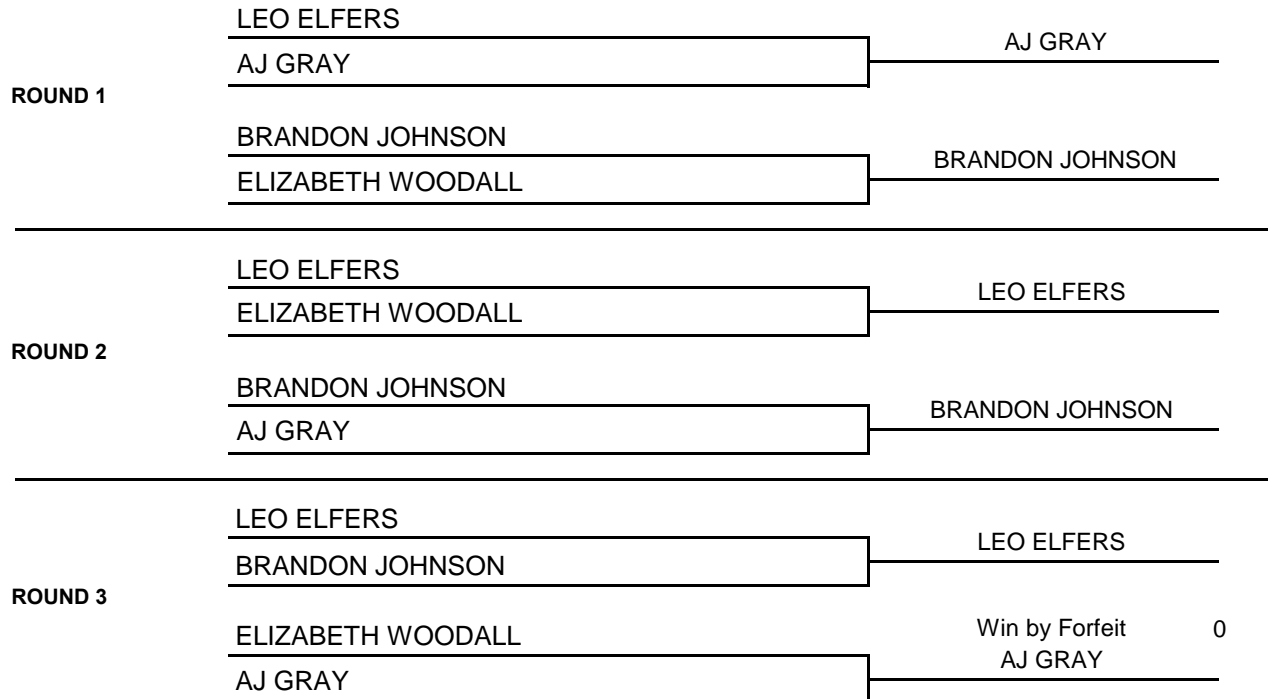 LEO ELFERS
AJ GRAY
AJ GRAY
ROUND 1
BRANDON JOHNSON
BRANDON JOHNSON
ELIZABETH WOODALL
LEO ELFERS
LEO ELFERS
ELIZABETH WOODALL
ROUND 2
BRANDON JOHNSON
BRANDON JOHNSON
AJ GRAY
LEO ELFERS
LEO ELFERS
BRANDON JOHNSON
ROUND 3
ELIZABETH WOODALL
Win by Forfeit 0
AJ GRAY
AJ GRAY